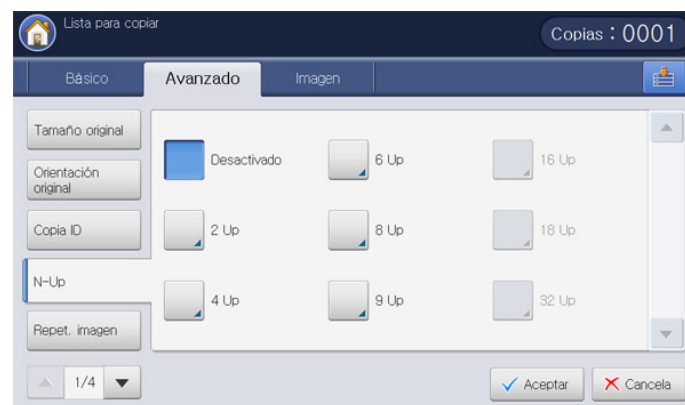 Lista para copiar
Copias : 0001
Básico
Avanzado
Imagen
Tamaño original
Orientación
original
Copia ID
N-Up
Repet. imagen
1/4
Desactivado
6 Up
16 Up
2 Up
8 Up
18 Up
4 Up
9 Up
32 Up
Aceptar
Cancela